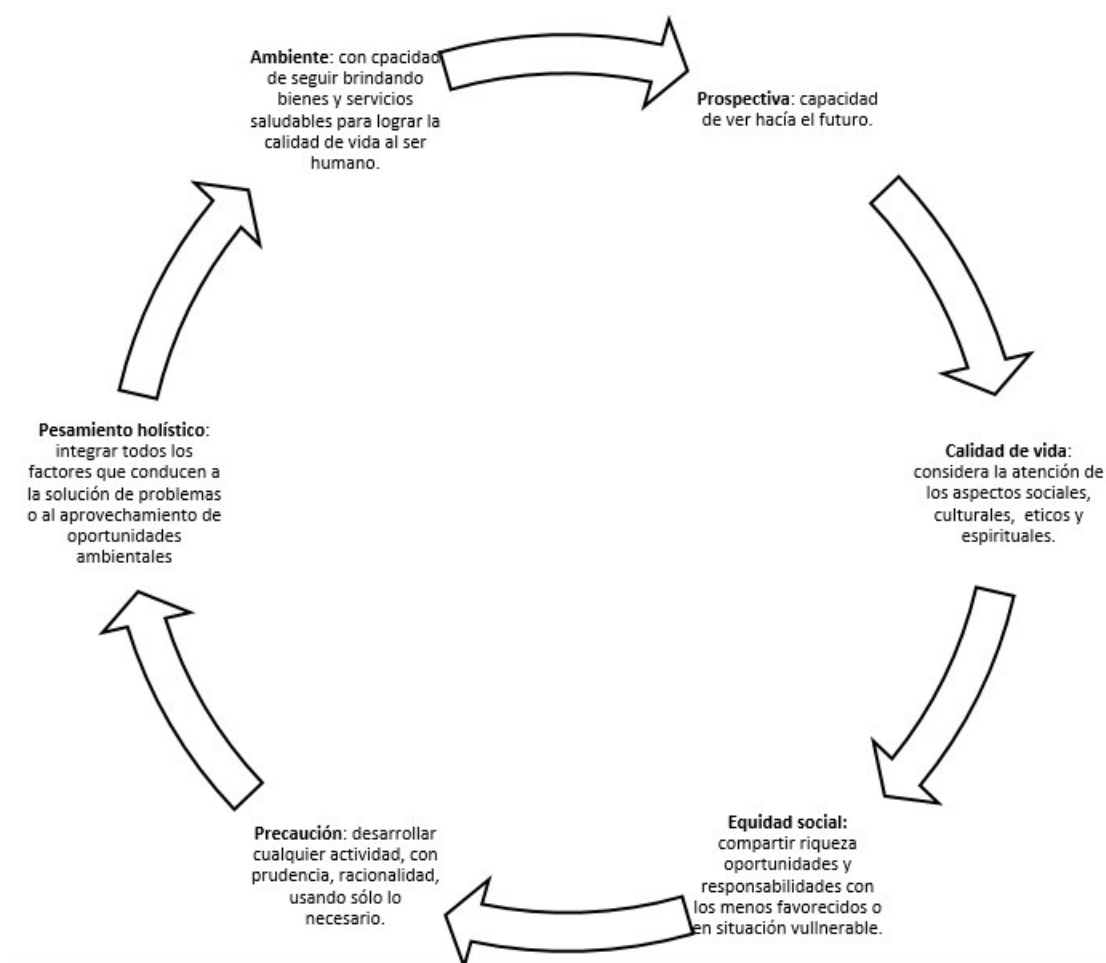 Ambiente: con cpacidad
de seguir brindando
bienes y servicios
saludables para lograr la
calidad de vida al ser
humano.
Prospectiva: capacidad
de ver hacía el futuro.
Calidad de vida:
considera la atención de
los aspectos sociales,
culturales, eticos y
espirituales.
Equidad social:
compartir riqueza
oportunidades y
responsabilidades con
los menos favorecidos o
en situación vullnerable.
Precaución: desarrollar
cualquier actividad, con
prudencia, racionalidad,
usando sólo lo
necesario.
Pesamiento holístico:
integrar todos los
factores que conducen a
la solución de problemas
o al aprovechamiento de
oportunidades
ambientales